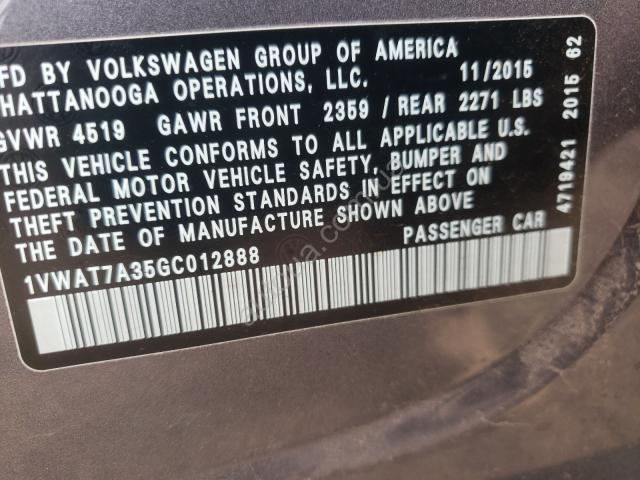 MFD BY VOLKSWAGEN GROUP OF AMERICA
CHATTANOOGA OPERATIONS, LLC. 11/2015
GVWR 4519 GAWR FRONT 2359 / REAR 2271 LBS
THIS VEHICLE CONFORMS TO ALL APPLICABLE U.S.
FEDERAL MOTOR VEHICLE SAFETY, BUMPER AND
THEFT PREVENTION STANDARDS IN EFFECT ON
THE DATE OF MANUFACTURE SHOWN ABOVE
1VWAT7A35GC012888 PASSENGER CAR
4719421 2015 62